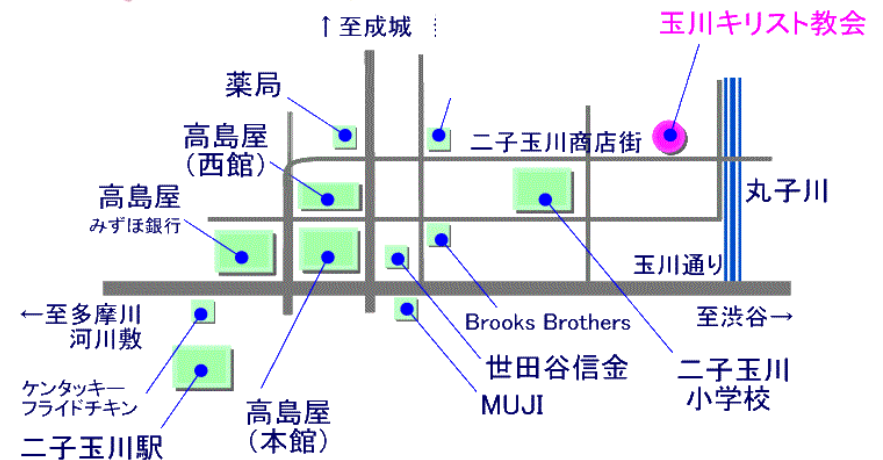 玉川キリスト教会
↑至成城
薬局
高島屋
（西館）
二子玉川商店街
高島屋
みずほ銀行
丸子川
玉川通り
←至多摩川
河川敷
Brooks Brothers
至渋谷→
世田谷信金
二子玉川
小学校
ケンタッキー
フライドチキン
MUJI
高島屋
（本館）
二子玉川駅